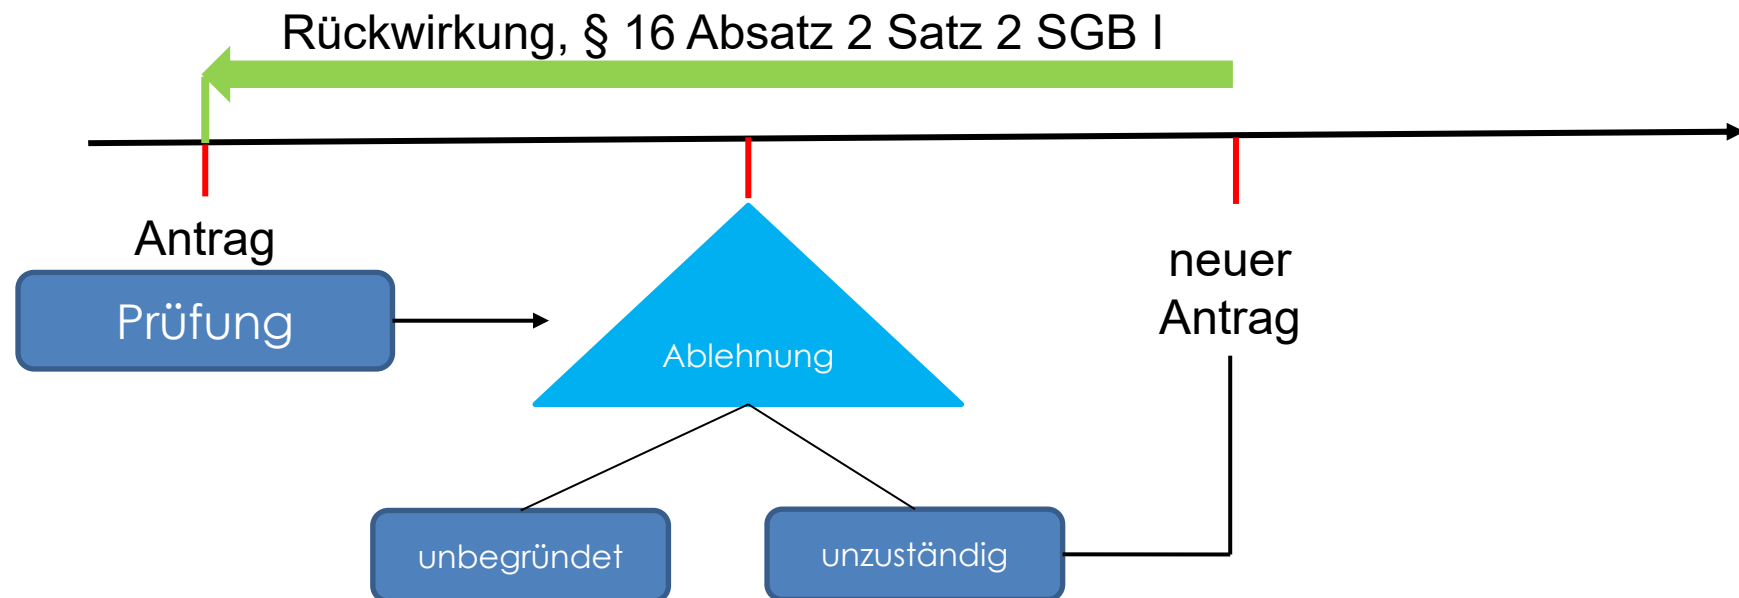 Rückwirkung, § 16 Absatz 2 Satz 2 SGB I
Antrag
Prüfung
Ablehnung
neuer
Antrag
unbegründet
unzuständig